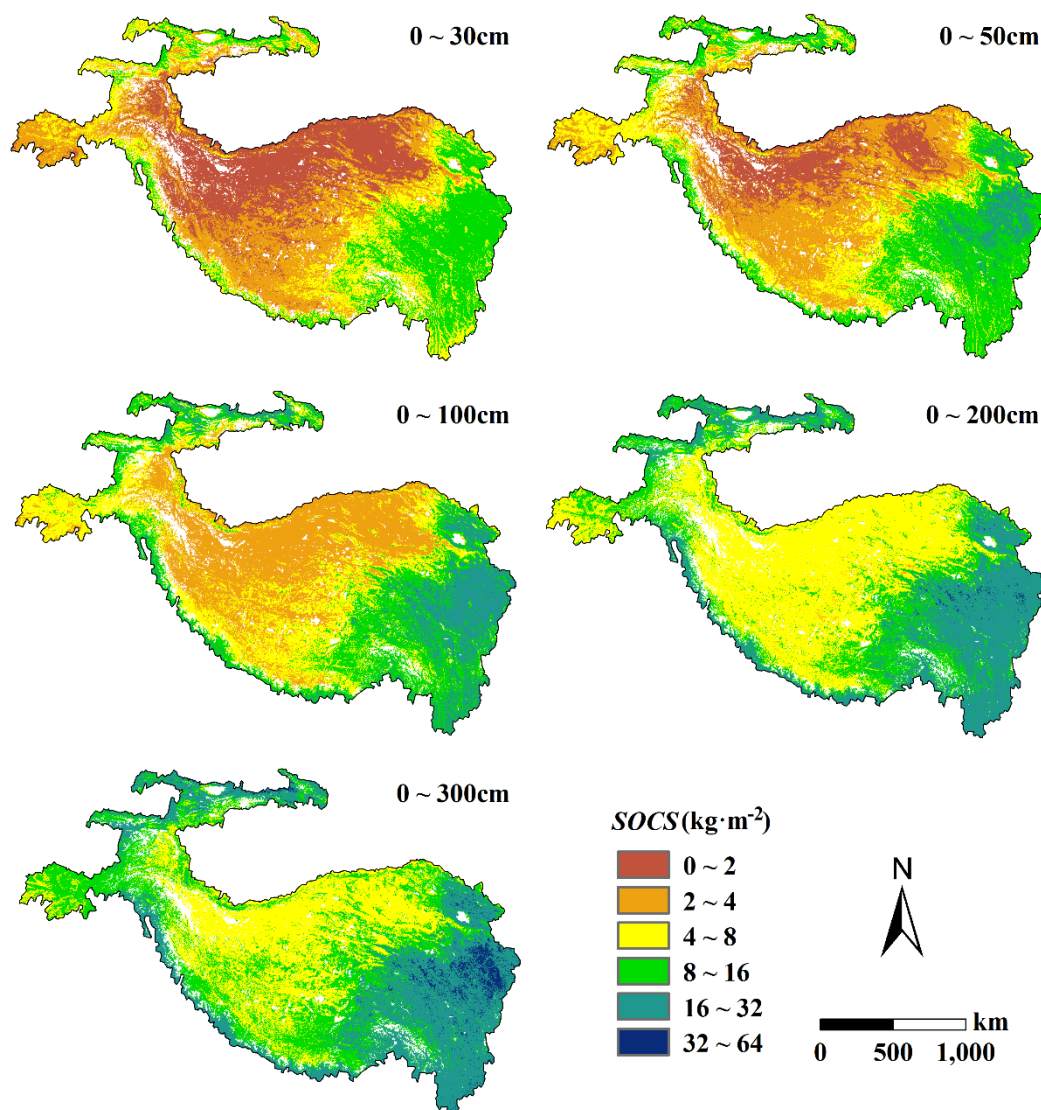 0 ~ 30cm
0 ~ 50cm
0 ~ 100cm
0 ~ 200cm
0 ~ 300cm
SOCS (kg·m⁻²)
0 ~ 2
2 ~ 4
4 ~ 8
8 ~ 16
16 ~ 32
32 ~ 64
N
km
0 500 1,000